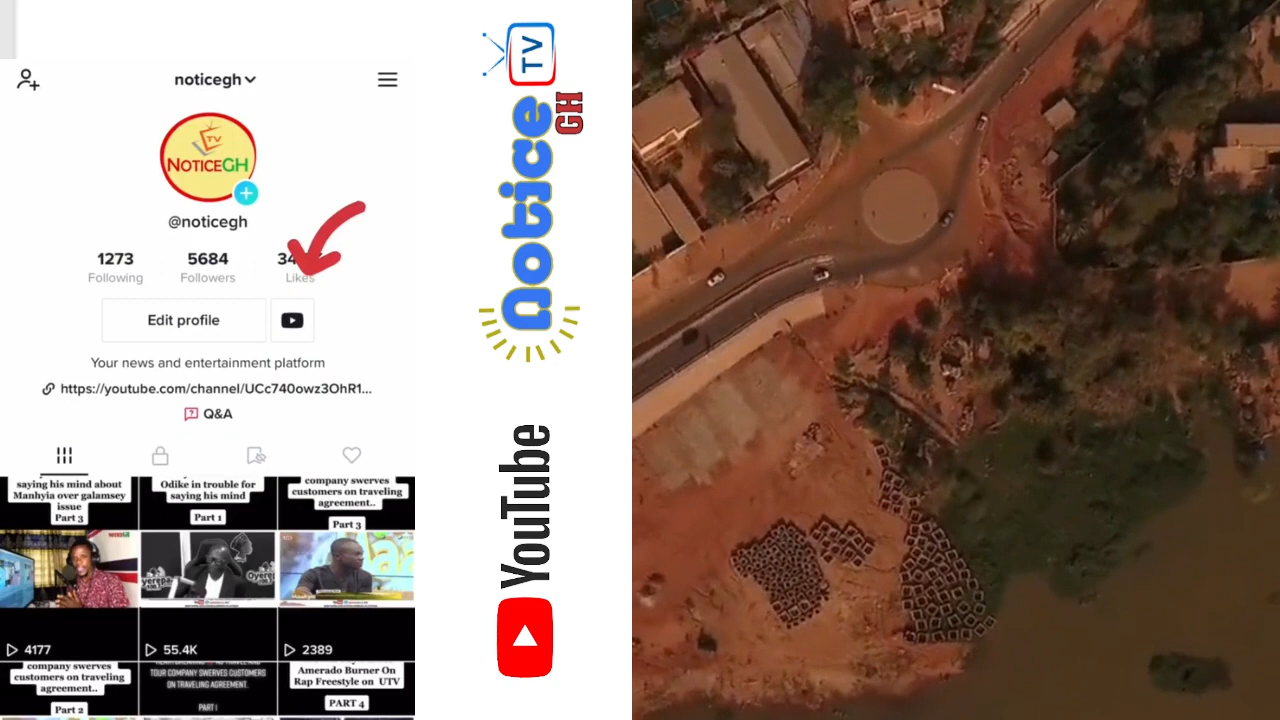 noticegh
TV
NOTICEGH
@noticegh
1273
Following
5684
Followers
Likes
Edit profile
Your news and entertainment platform
https://youtube.com/channel/UCc740owz3OhR1...
Q&A
saying his mind about
Manhyia over galamsey
issue
Part 3
Odike in trouble for
saying his mind
Part 1
company swerves
customers on traveling
agreement..
Part 3
4177
55.4K
2389
company swerves
customers on traveling
agreement..
Part 2
TOUR COMPANY SWERVES CUSTOMERS
ON TRAVELING AGREEMENT.
PART 1
Amerado Burner On
Rap Freestyle on UTV
PART 4
Notice
GH
TV
YouTube